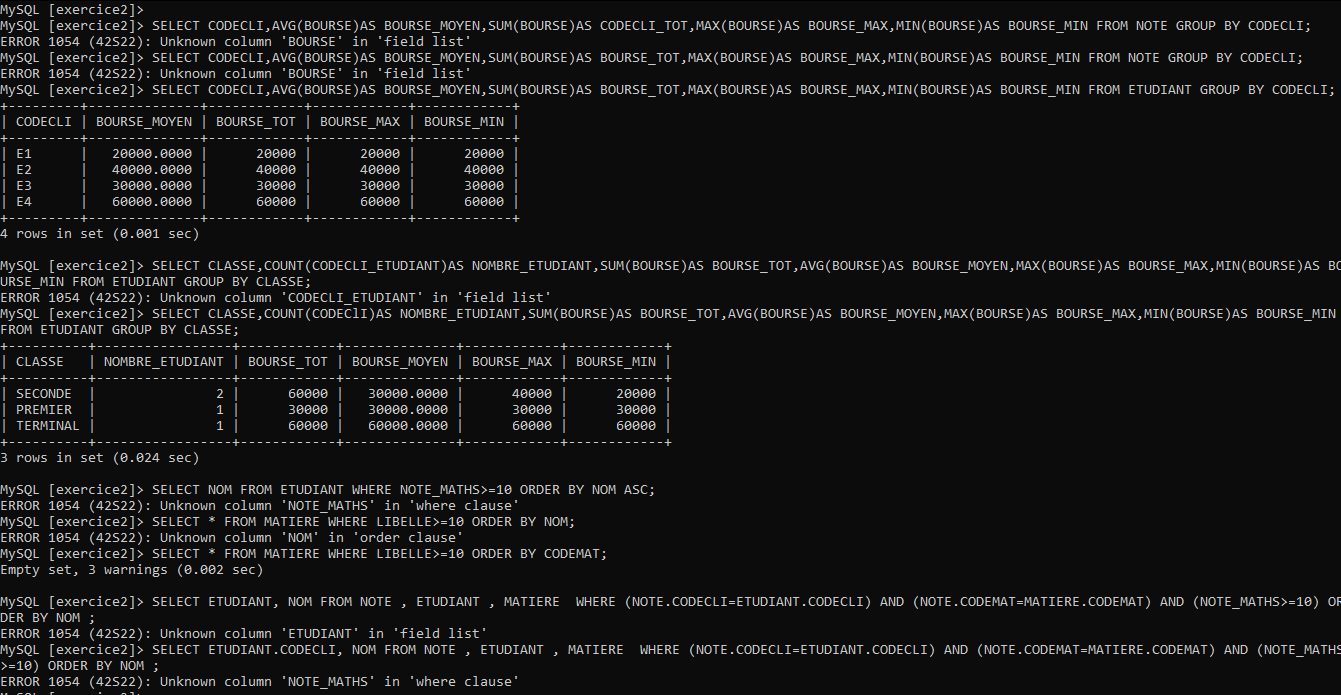 MySQL [exercice2]>
MySQL [exercice2]> SELECT CODECLI,AVG(BOURSE)AS BOURSE_MOYEN,SUM(BOURSE)AS CODECLI_TOT,MAX(BOURSE)AS BOURSE_MAX,MIN(BOURSE)AS BOURSE_MIN FROM NOTE GROUP BY CODECLI;
ERROR 1054 (42S22): Unknown column 'BOURSE' in 'field list'
MySQL [exercice2]> SELECT CODECLI,AVG(BOURSE)AS BOURSE_MOYEN,SUM(BOURSE)AS BOURSE_TOT,MAX(BOURSE)AS BOURSE_MAX,MIN(BOURSE)AS BOURSE_MIN FROM NOTE GROUP BY CODECLI;
ERROR 1054 (42S22): Unknown column 'BOURSE' in 'field list'
MySQL [exercice2]> SELECT CODECLI,AVG(BOURSE)AS BOURSE_MOYEN,SUM(BOURSE)AS BOURSE_TOT,MAX(BOURSE)AS BOURSE_MAX,MIN(BOURSE)AS BOURSE_MIN FROM ETUDIANT GROUP BY CODECLI;
+---------+--------------+------------+------------+------------+
| CODECLI | BOURSE_MOYEN | BOURSE_TOT | BOURSE_MAX | BOURSE_MIN |
+---------+--------------+------------+------------+------------+
| E1      |   20000.0000 |      20000 |      20000 |      20000 |
| E2      |   40000.0000 |      40000 |      40000 |      40000 |
| E3      |   30000.0000 |      30000 |      30000 |      30000 |
| E4      |   60000.0000 |      60000 |      60000 |      60000 |
+---------+--------------+------------+------------+------------+
4 rows in set (0.001 sec)
MySQL [exercice2]> SELECT CLASSE,COUNT(CODECLI_ETUDIANT)AS NOMBRE_ETUDIANT,SUM(BOURSE)AS BOURSE_TOT,AVG(BOURSE)AS BOURSE_MOYEN,MAX(BOURSE)AS BOURSE_MAX,MIN(BOURSE)AS BO
URSE_MIN FROM ETUDIANT GROUP BY CLASSE;
ERROR 1054 (42S22): Unknown column 'CODECLI_ETUDIANT' in 'field list'
MySQL [exercice2]> SELECT CLASSE,COUNT(CODEClI)AS NOMBRE_ETUDIANT,SUM(BOURSE)AS BOURSE_TOT,AVG(BOURSE)AS BOURSE_MOYEN,MAX(BOURSE)AS BOURSE_MAX,MIN(BOURSE)AS BOURSE_MIN
FROM ETUDIANT GROUP BY CLASSE;
+----------+-----------------+------------+--------------+------------+------------+
| CLASSE   | NOMBRE_ETUDIANT | BOURSE_TOT | BOURSE_MOYEN | BOURSE_MAX | BOURSE_MIN |
+----------+-----------------+------------+--------------+------------+------------+
| SECONDE  |               2 |      60000 |   30000.0000 |      40000 |      20000 |
| PREMIER  |               1 |      30000 |   30000.0000 |      30000 |      30000 |
| TERMINAL |               1 |      60000 |   60000.0000 |      60000 |      60000 |
+----------+-----------------+------------+--------------+------------+------------+
3 rows in set (0.024 sec)
MySQL [exercice2]> SELECT NOM FROM ETUDIANT WHERE NOTE_MATHS>=10 ORDER BY NOM ASC;
ERROR 1054 (42S22): Unknown column 'NOTE_MATHS' in 'where clause'
MySQL [exercice2]> SELECT * FROM MATIERE WHERE LIBELLE>=10 ORDER BY NOM;
ERROR 1054 (42S22): Unknown column 'NOM' in 'order clause'
MySQL [exercice2]> SELECT * FROM MATIERE WHERE LIBELLE>=10 ORDER BY CODEMAT;
Empty set, 3 warnings (0.002 sec)
MySQL [exercice2]> SELECT ETUDIANT, NOM FROM NOTE , ETUDIANT , MATIERE  WHERE (NOTE.CODECLI=ETUDIANT.CODECLI) AND (NOTE.CODEMAT=MATIERE.CODEMAT) AND (NOTE_MATHS>=10) OR
DER BY NOM ;
ERROR 1054 (42S22): Unknown column 'ETUDIANT' in 'field list'
MySQL [exercice2]> SELECT ETUDIANT.CODECLI, NOM FROM NOTE , ETUDIANT , MATIERE  WHERE (NOTE.CODECLI=ETUDIANT.CODECLI) AND (NOTE.CODEMAT=MATIERE.CODEMAT) AND (NOTE_MATHS
>=10) ORDER BY NOM ;
ERROR 1054 (42S22): Unknown column 'NOTE_MATHS' in 'where clause'